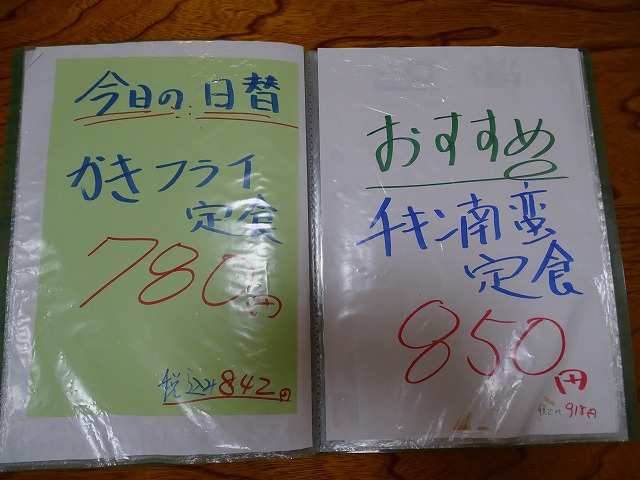 今日の日替
かきフライ
定食
780円
税込み842円
おすすめ
チキン南蛮
定食
850円
税込み918円